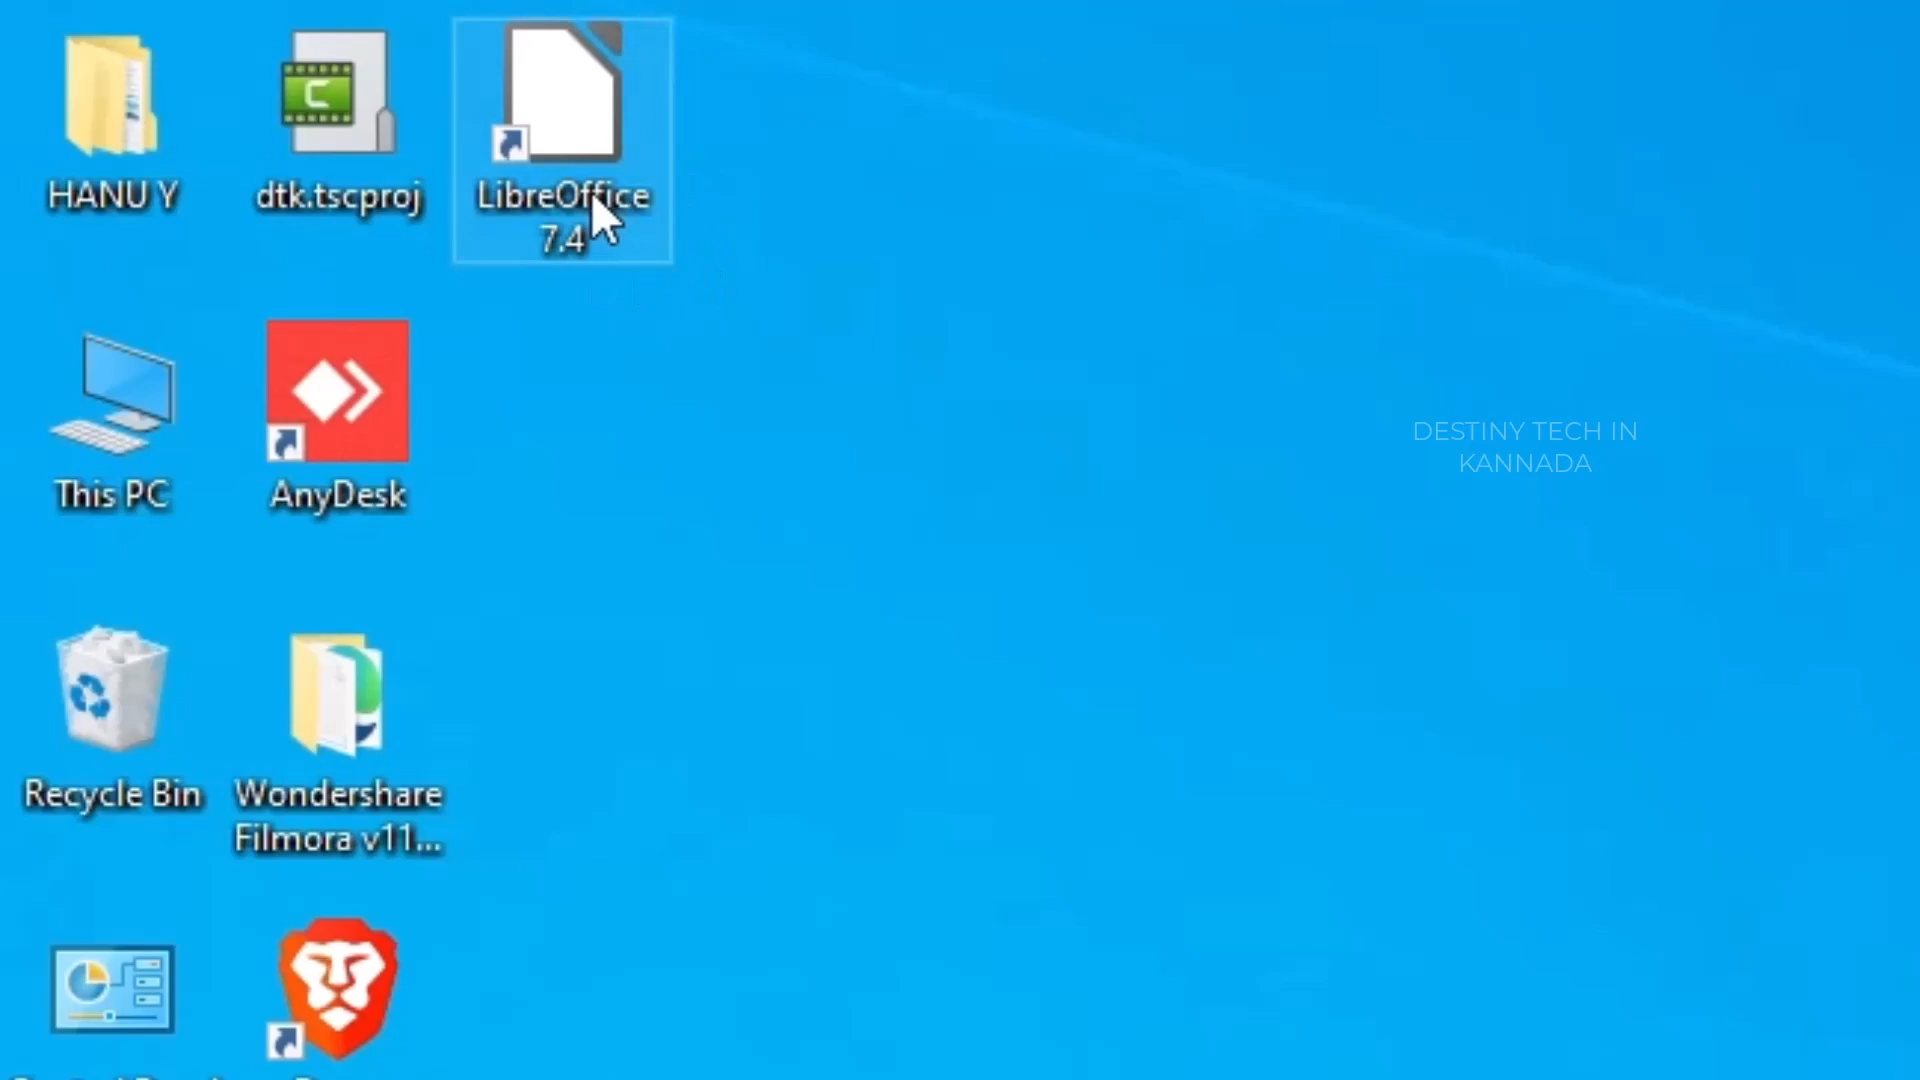 HANU Y
dtk.tscproj
LibreOffice
7.4
This PC
AnyDesk
DESTINY TECH IN
KANNADA
Recycle Bin
Wondershare
Filmora v11...